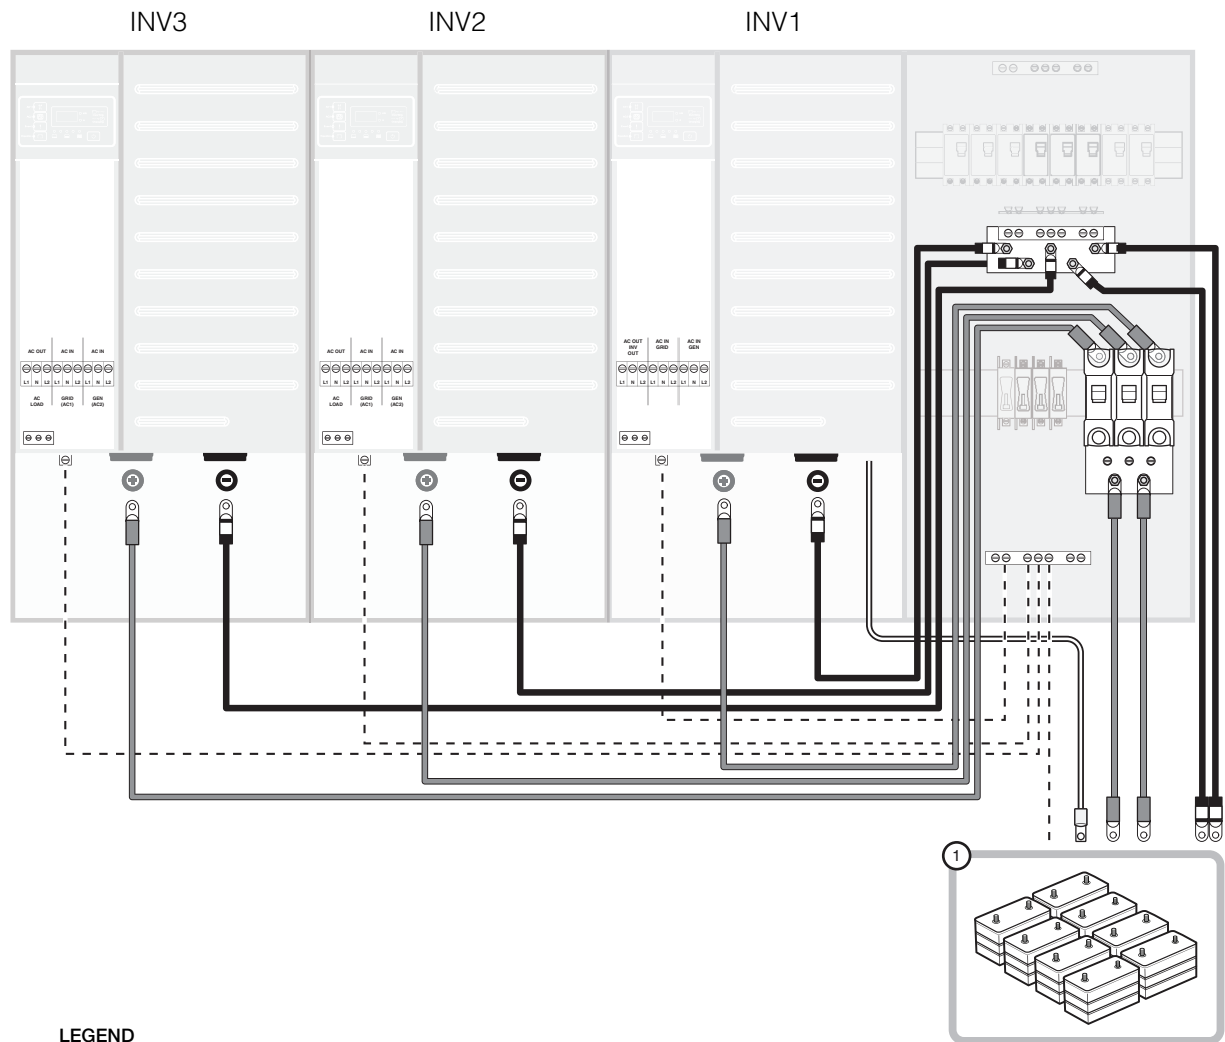 INV3 INV2 INV1
AC OUT AC IN AC IN
L1 N L2 L1 N L2 L1 N L2
AC LOAD GRID (AC1) GEN (AC2)
AC OUT AC IN AC IN
L1 N L2 L1 N L2 L1 N L2
AC LOAD GRID (AC1) GEN (AC2)
AC OUT INV OUT AC IN GRID AC IN GEN
L1 N L2 L1 N L2 L1 N L2
1
LEGEND